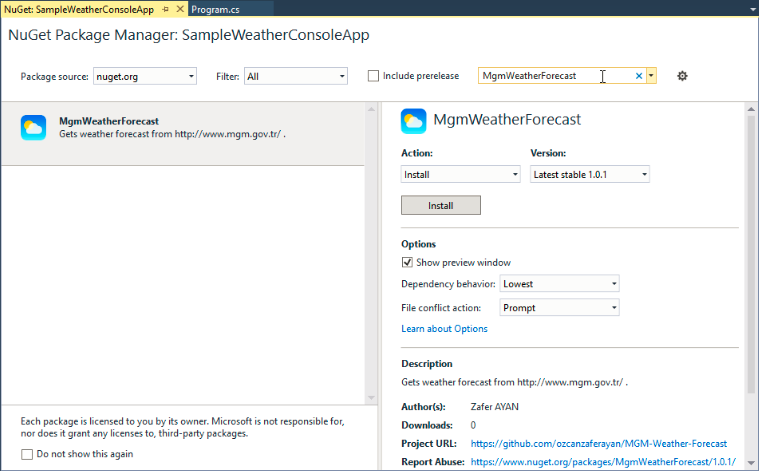 NuGet: SampleWeatherConsoleApp
Program.cs
NuGet Package Manager: SampleWeatherConsoleApp
Package source: nuget.org Filter: All Include prerelease MgmWeatherForecast
MgmWeatherForecast
Gets weather forecast from http://www.mgm.gov.tr/ .
Each package is licensed to you by its owner. Microsoft is not responsible for,
nor does it grant any licenses to, third-party packages.
Do not show this again
MgmWeatherForecast
Action: Version:
Install Latest stable 1.0.1
Install
Options
Show preview window
Dependency behavior: Lowest
File conflict action: Prompt
Learn about Options
Description
Gets weather forecast from http://www.mgm.gov.tr/ .
Author(s): Zafer AYAN
Downloads: 0
Project URL: https://github.com/ozcanzaferayan/MGM-Weather-Forecast
Report Abuse: https://www.nuget.org/packages/MgmWeatherForecast/1.0.1/